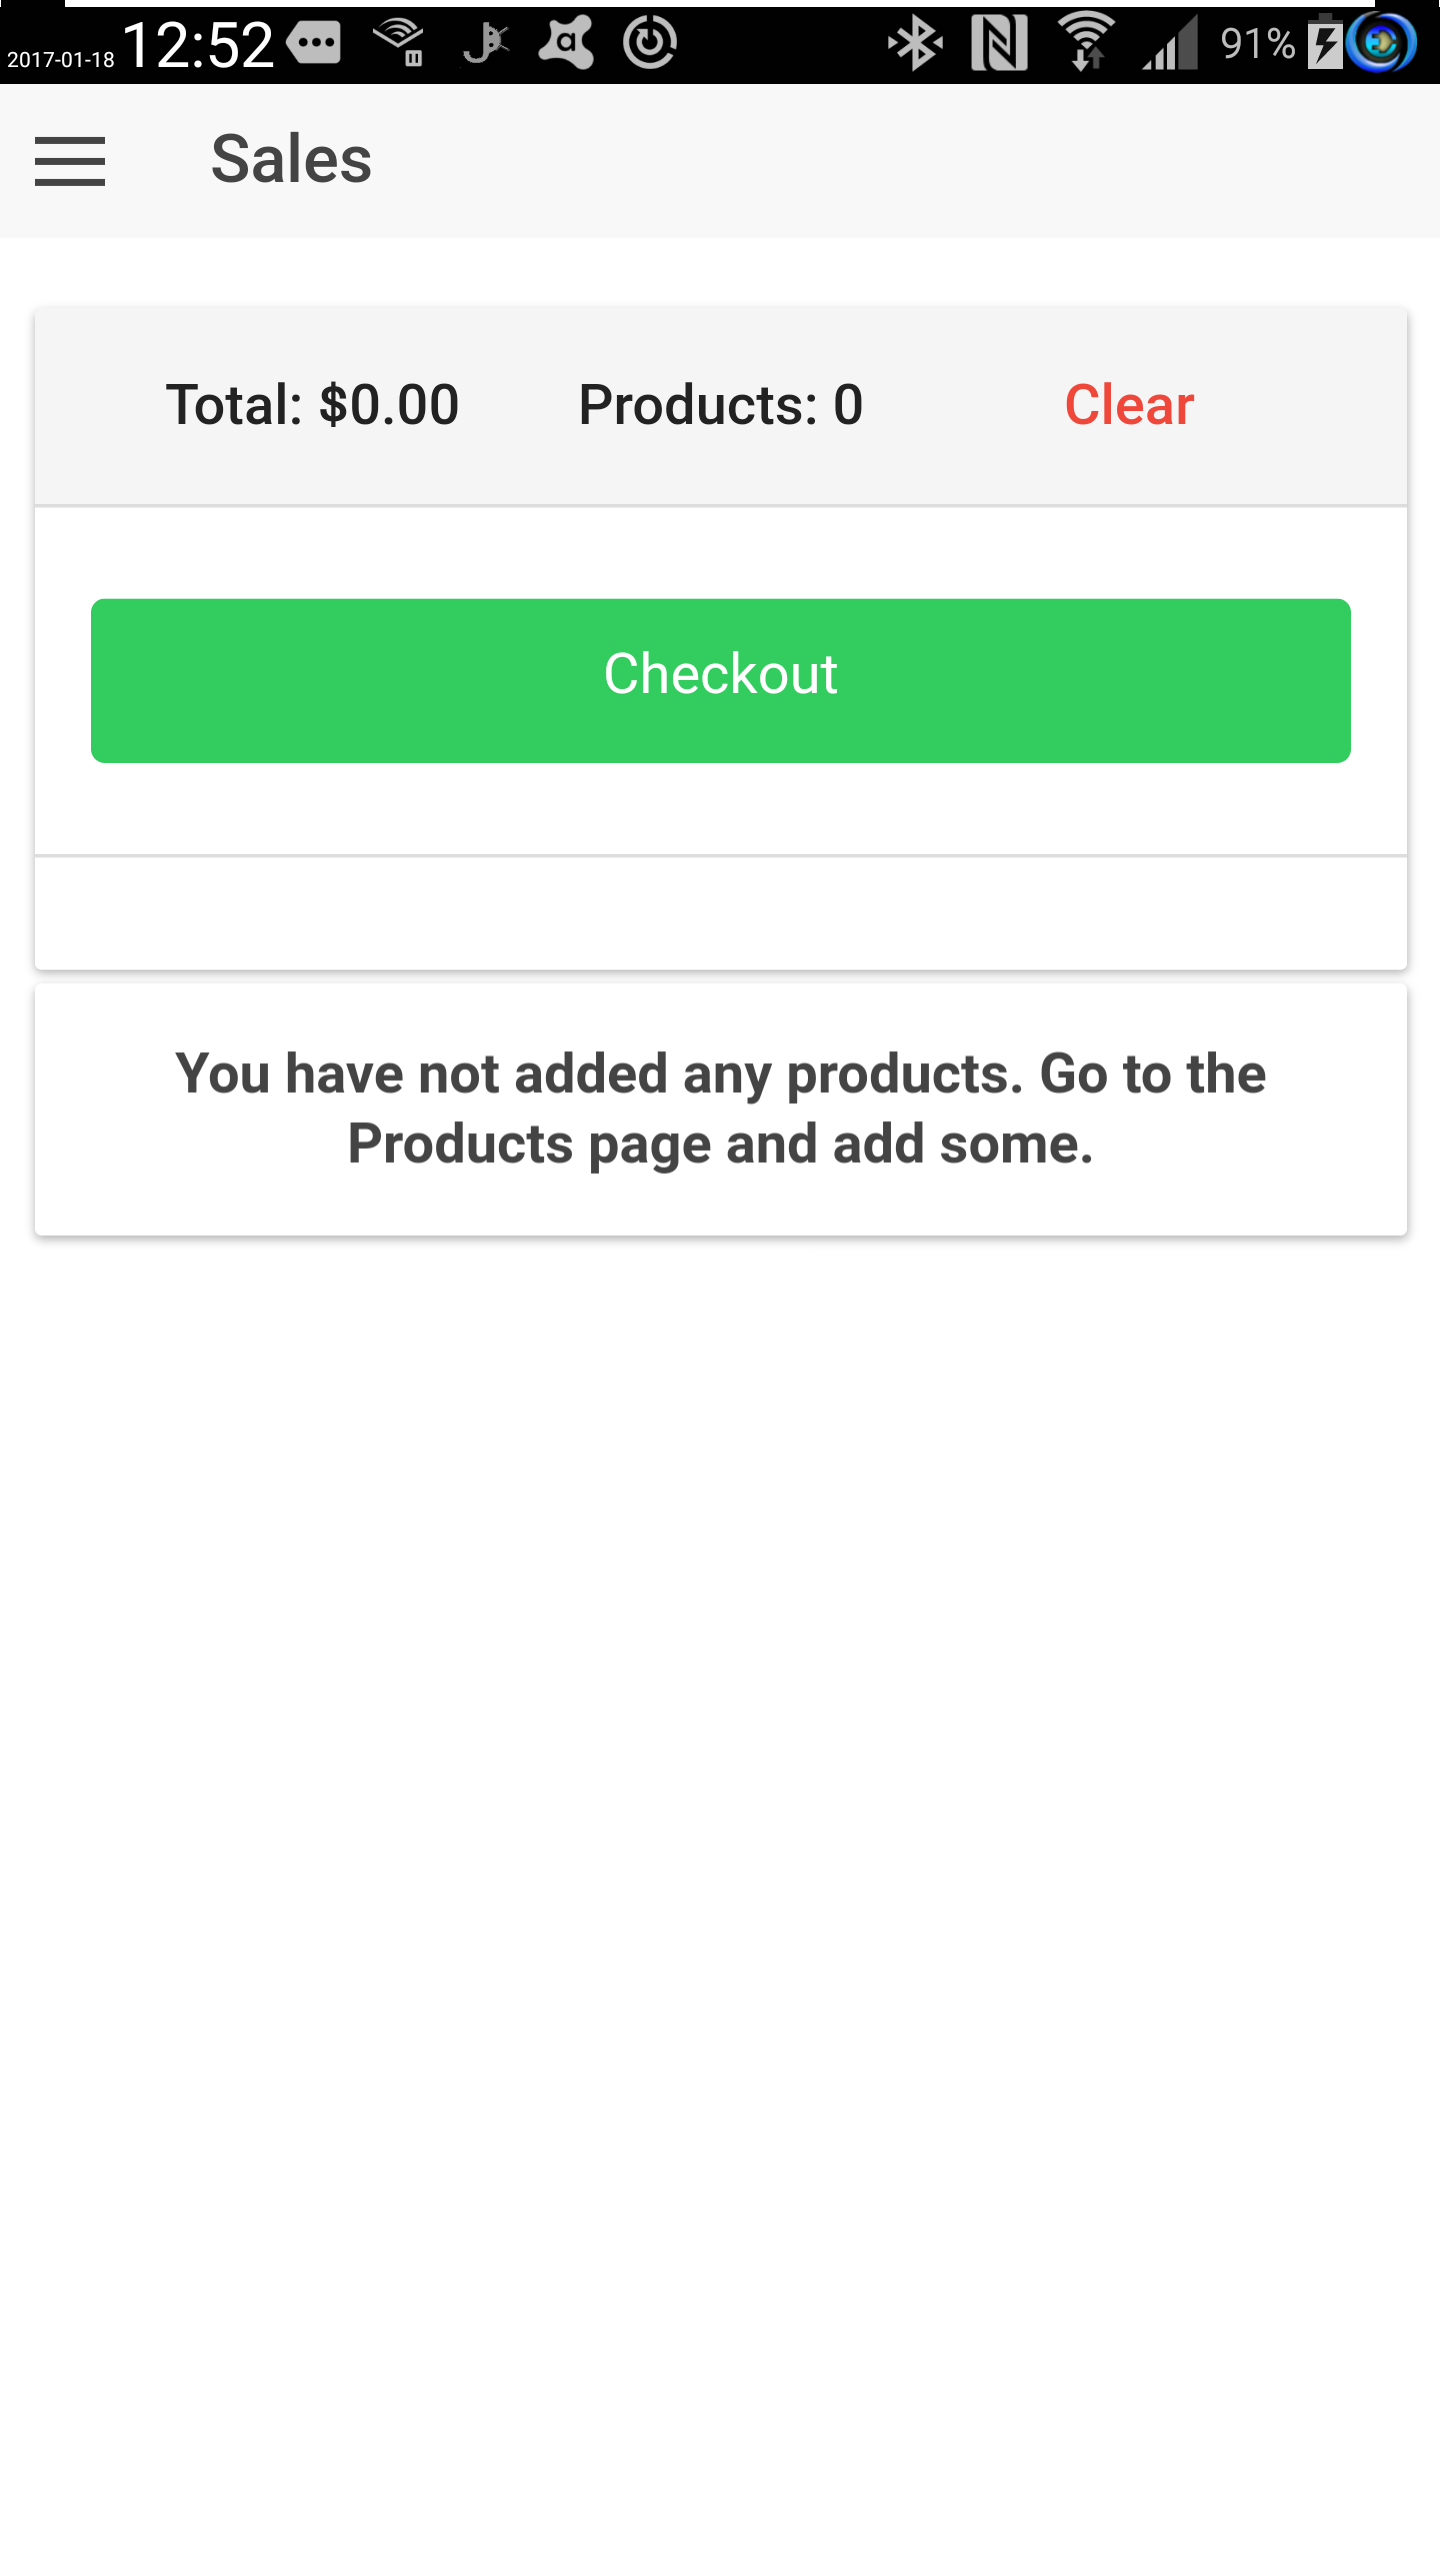 2017-01-18 12:52 91%
Sales
Total: $0.00 Products: 0 Clear
Checkout
You have not added any products. Go to the
Products page and add some.